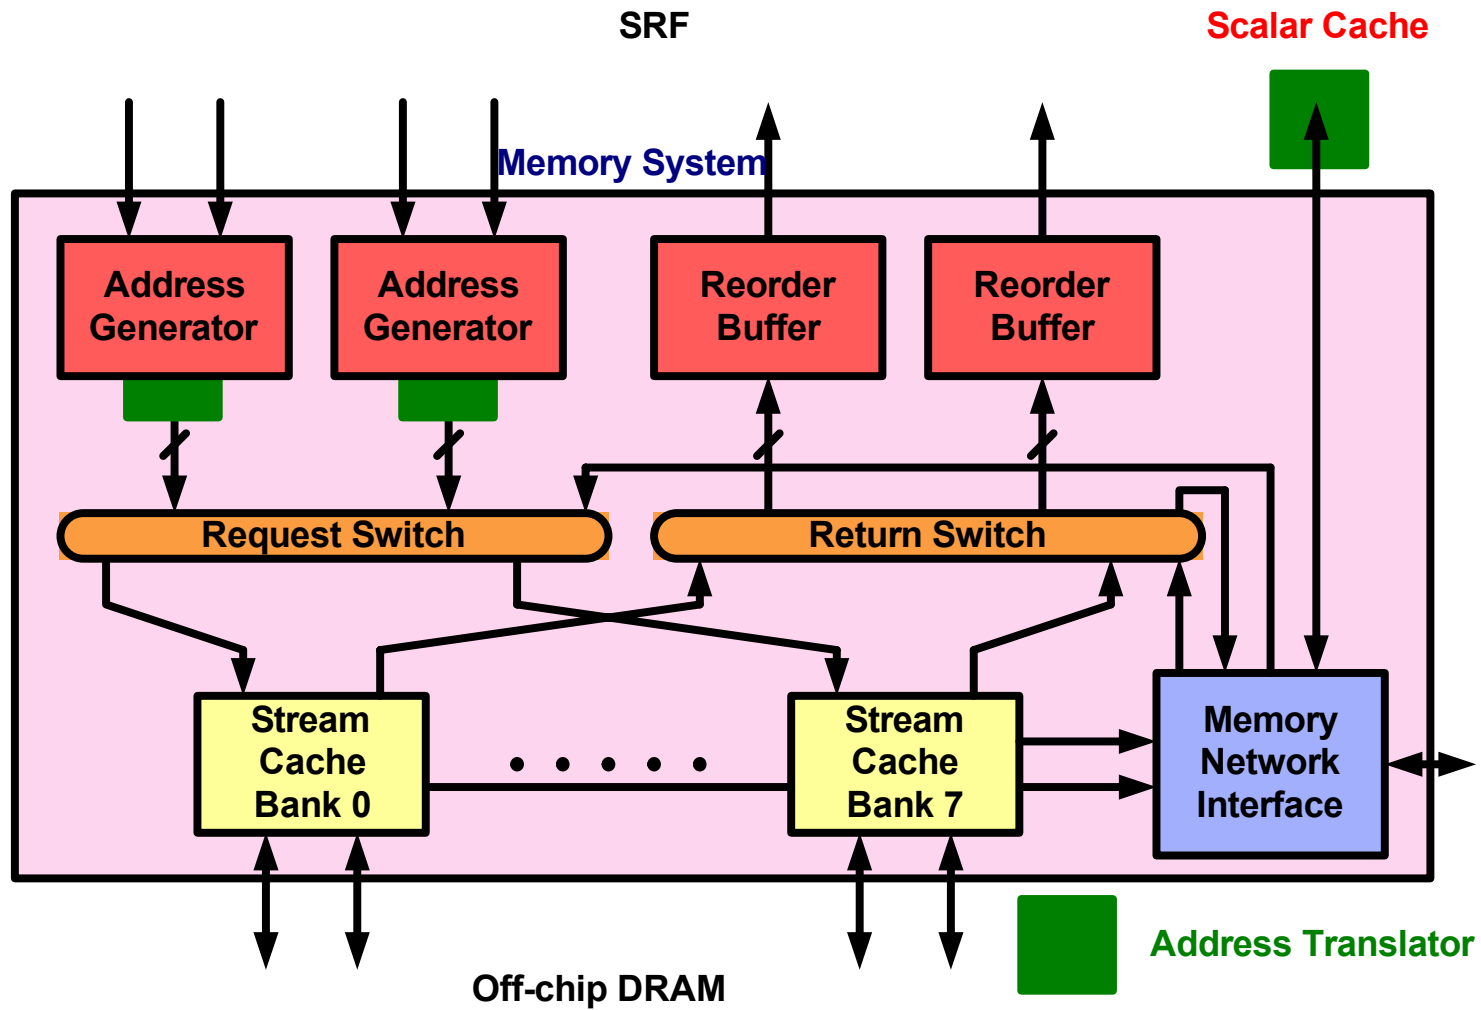 SRF
Scalar Cache
Memory System
Address
Generator
Address
Generator
Reorder
Buffer
Reorder
Buffer
Request Switch
Return Switch
Stream
Cache
Bank 0
Stream
Cache
Bank 7
Memory
Network
Interface
Address Translator
Off-chip DRAM